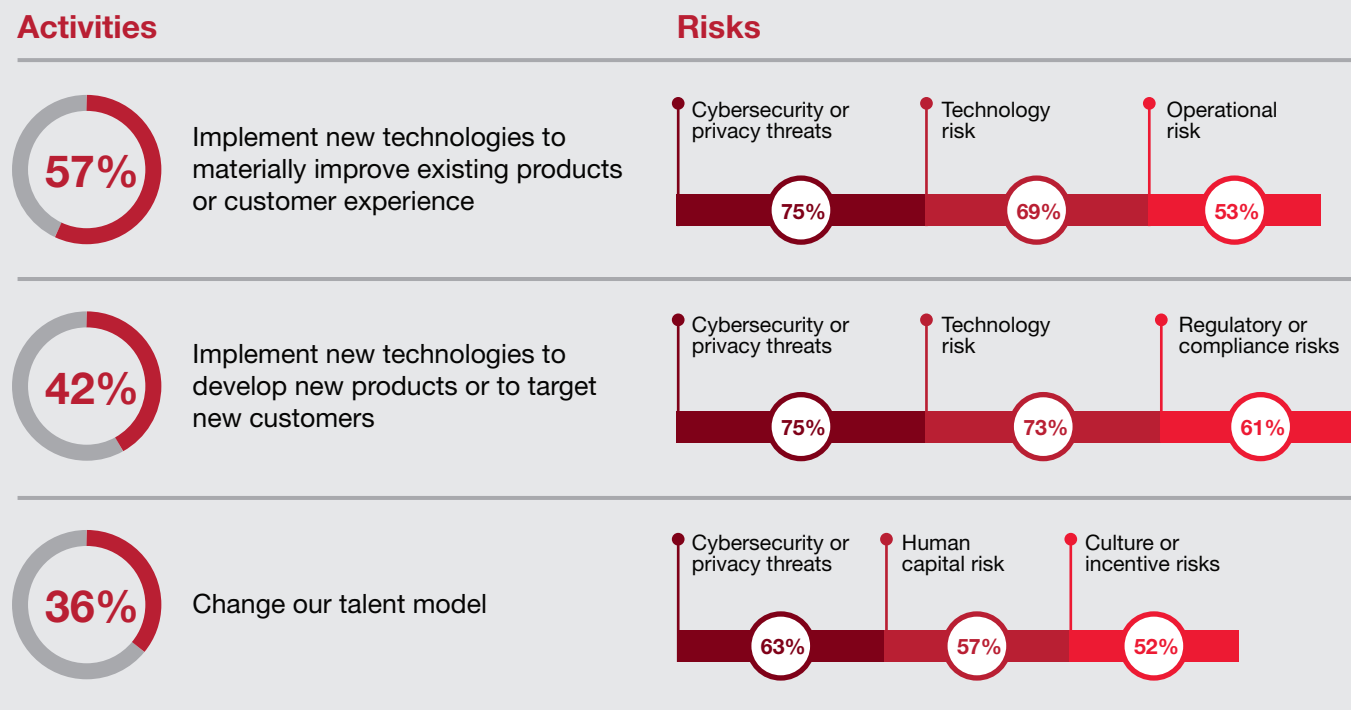 Activities
Risks
57%
Implement new technologies to
materially improve existing products
or customer experience
Cybersecurity or
privacy threats
Technology
risk
Operational
risk
75%
69%
53%
42%
Implement new technologies to
develop new products or to target
new customers
Cybersecurity or
privacy threats
Technology
risk
Regulatory or
compliance risks
75%
73%
61%
36%
Change our talent model
Cybersecurity or
privacy threats
Human
capital risk
Culture or
incentive risks
63%
57%
52%